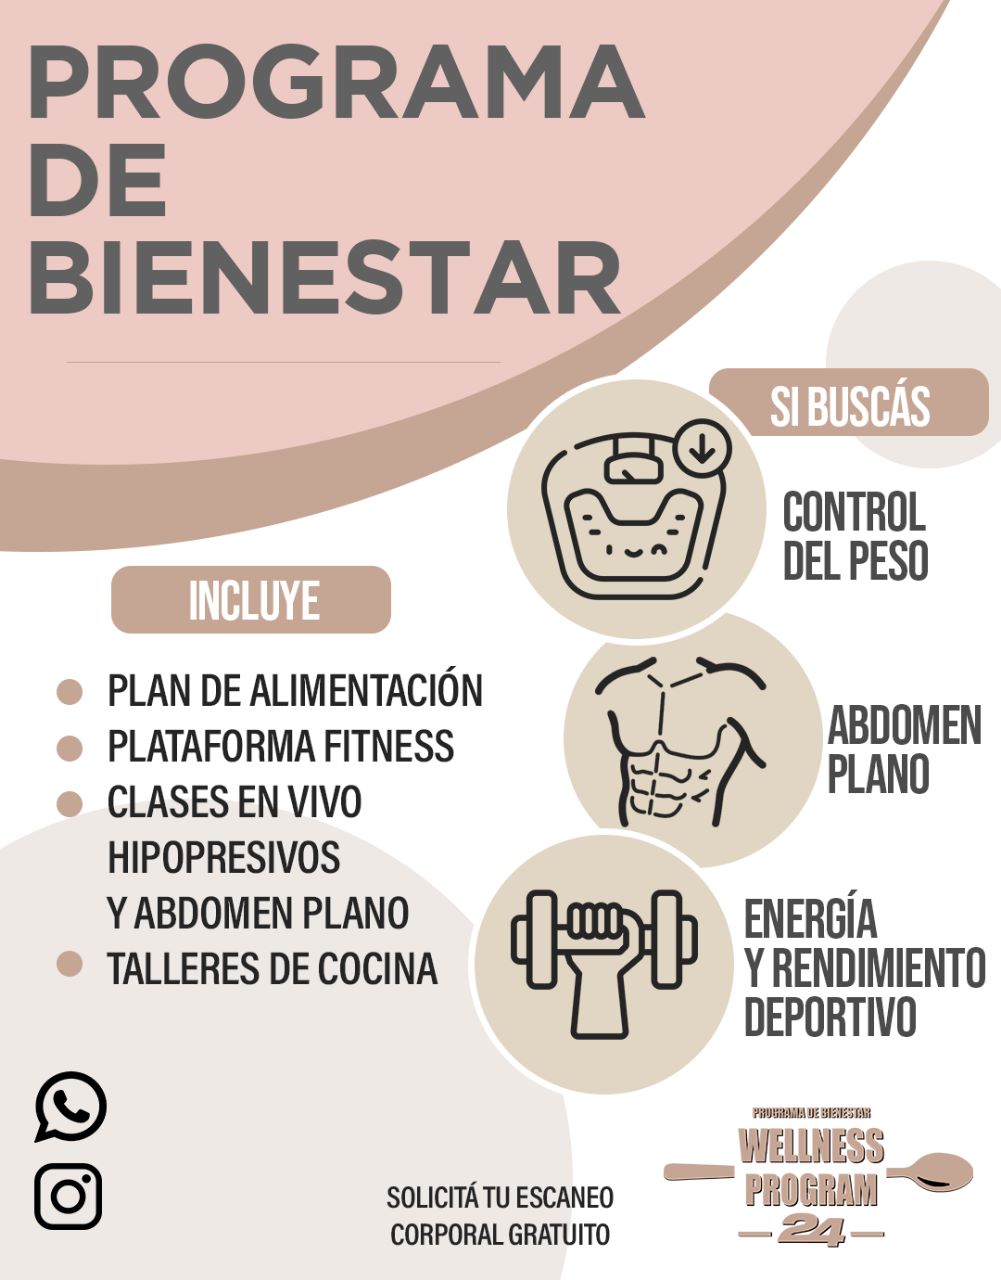 PROGRAMA
DE
BIENESTAR
SI BUSCÁS
CONTROL
DEL PESO
ABDOMEN
PLANO
ENERGÍA
Y RENDIMIENTO
DEPORTIVO
INCLUYE
PLAN DE ALIMENTACIÓN
PLATAFORMA FITNESS
CLASES EN VIVO
HIPOPRESIVOS
Y ABDOMEN PLANO
TALLERES DE COCINA
SOLICITÁ TU ESCANEO
CORPORAL GRATUITO
PROGRAMA DE BIENESTAR
WELLNESS
PROGRAM
24